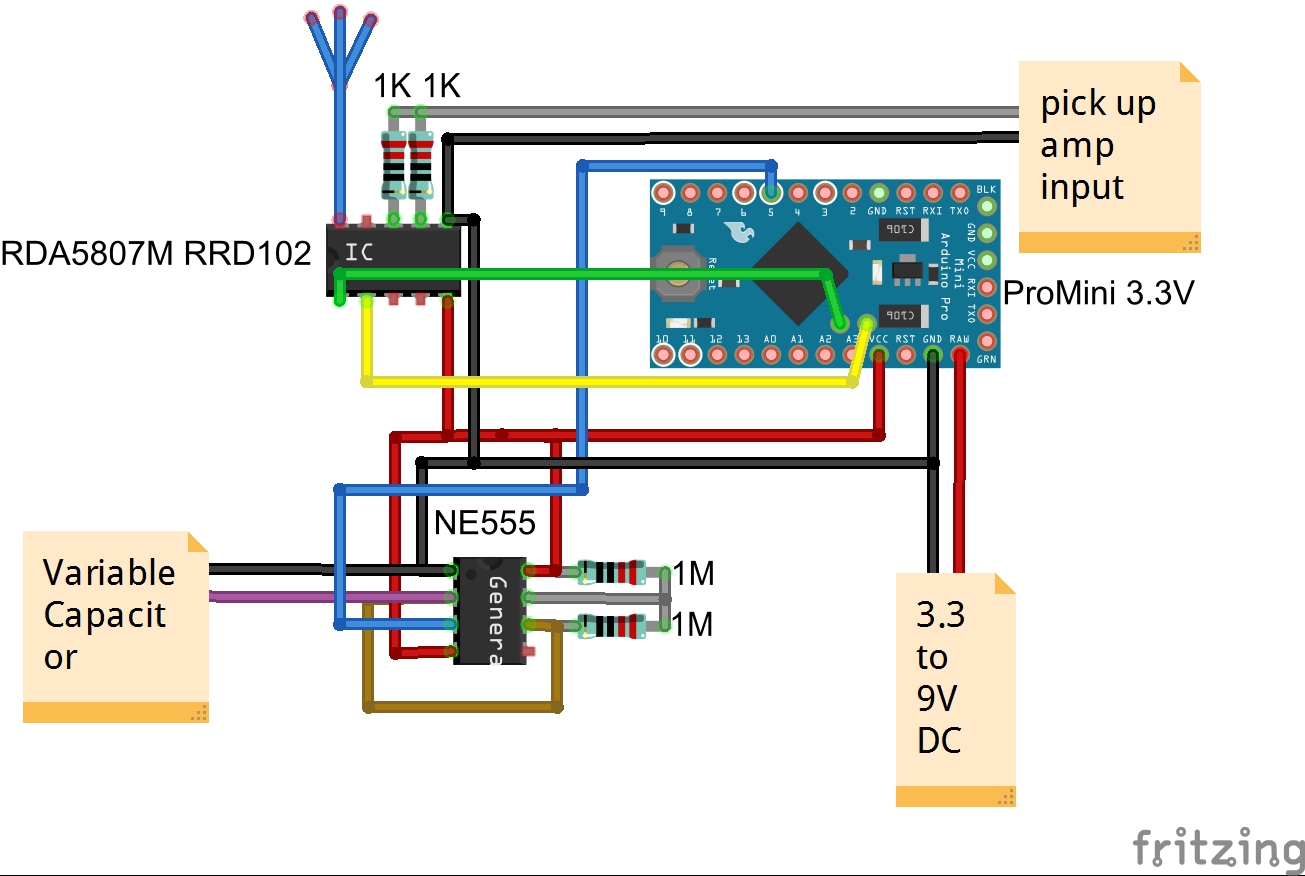 1K 1K
pick up
amp
input
RDA5807M RRD102
IC
9 8 7 6 5 4 3 2 GND RST RXI TXO
BLK
GND VCC RXI TXO
GRN
Reset
Arduino Pro
Mini
10 11 12 13 A0 A1 A2 A3 VCC RST GND RAW
ProMini 3.3V
NE555
Variable
Capacit
or
Genera
1M
1M
3.3
to
9V
DC
fritzing